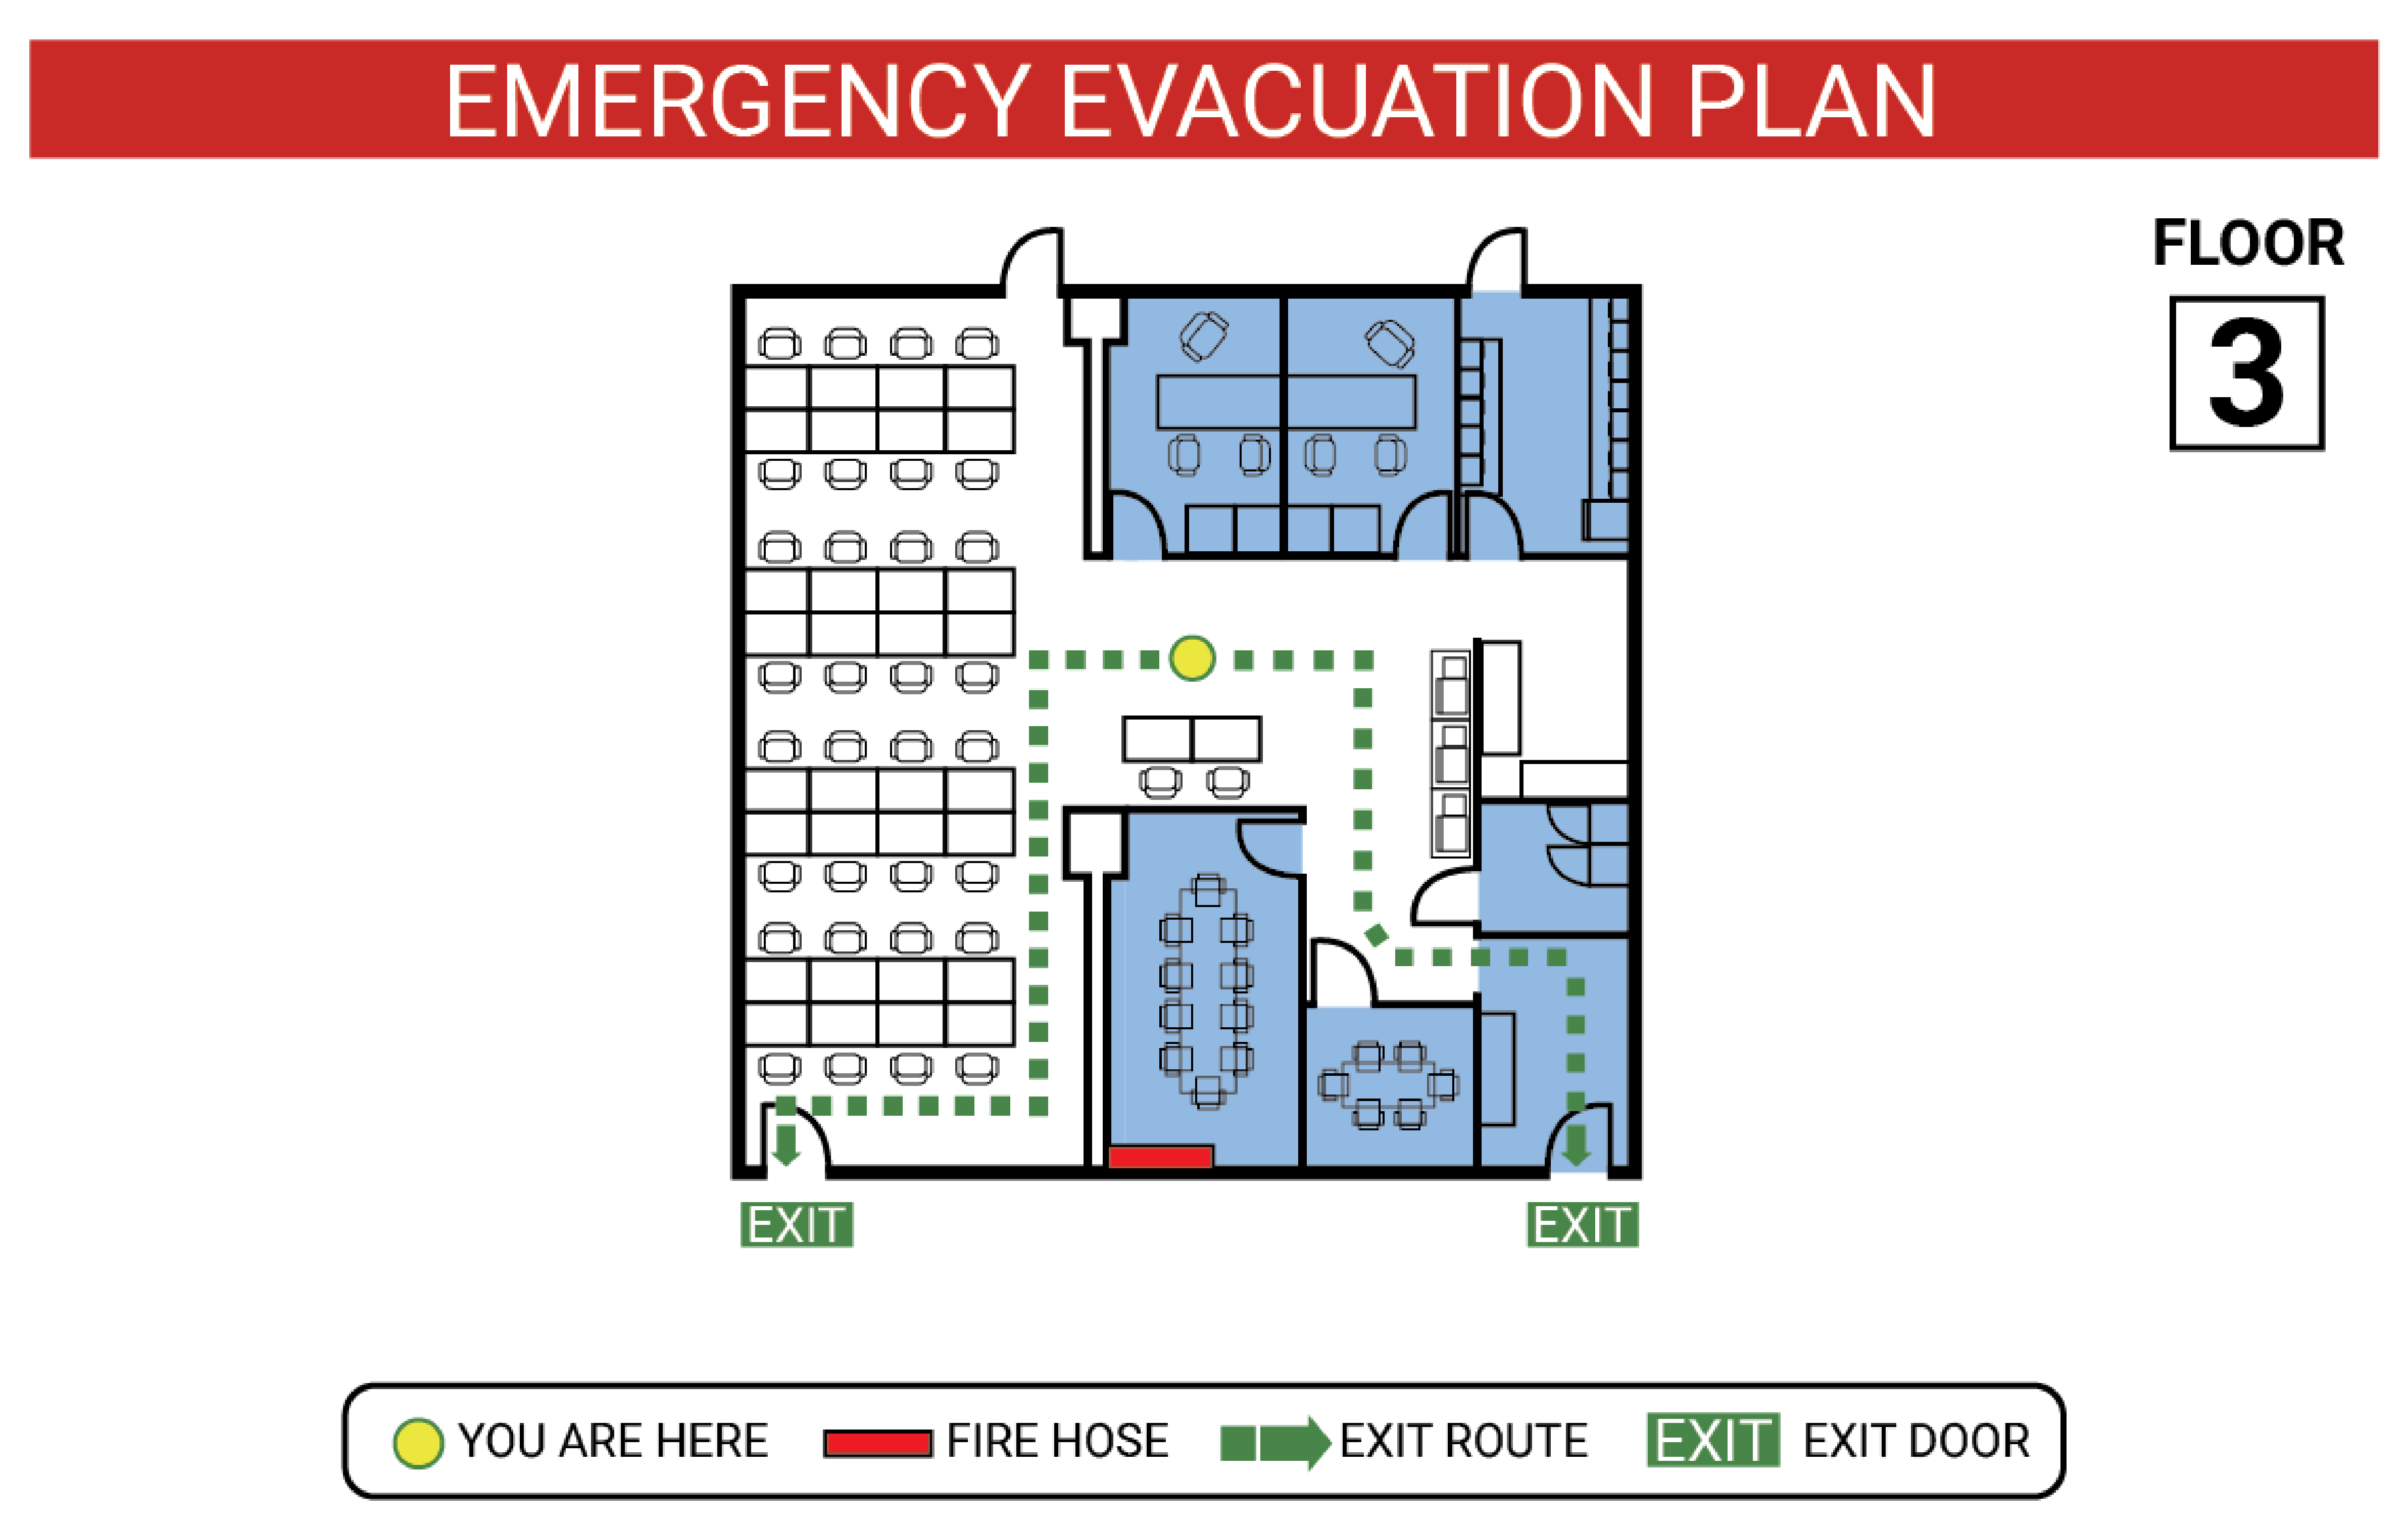 EMERGENCY EVACUATION PLAN
FLOOR
3
EXIT
EXIT
YOU ARE HERE
FIRE HOSE
EXIT ROUTE
EXIT
EXIT DOOR